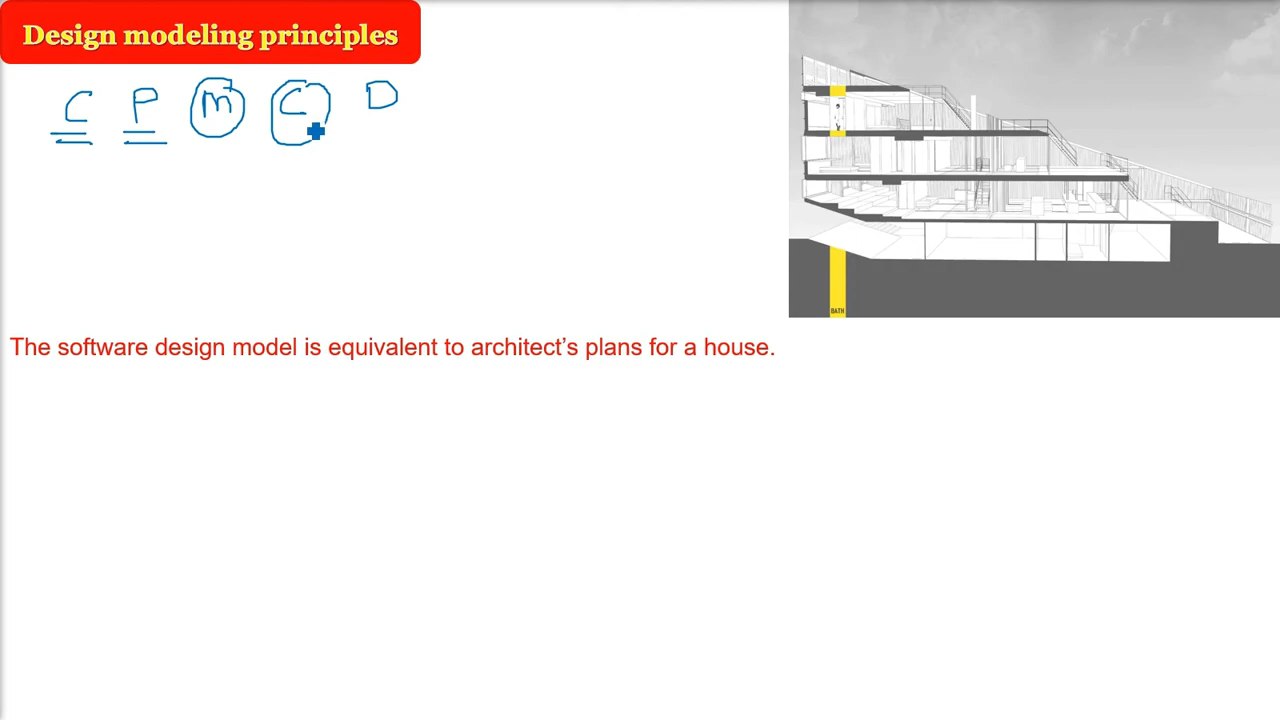 Design modeling principles
C P M C D
BATH
The software design model is equivalent to architect's plans for a house.